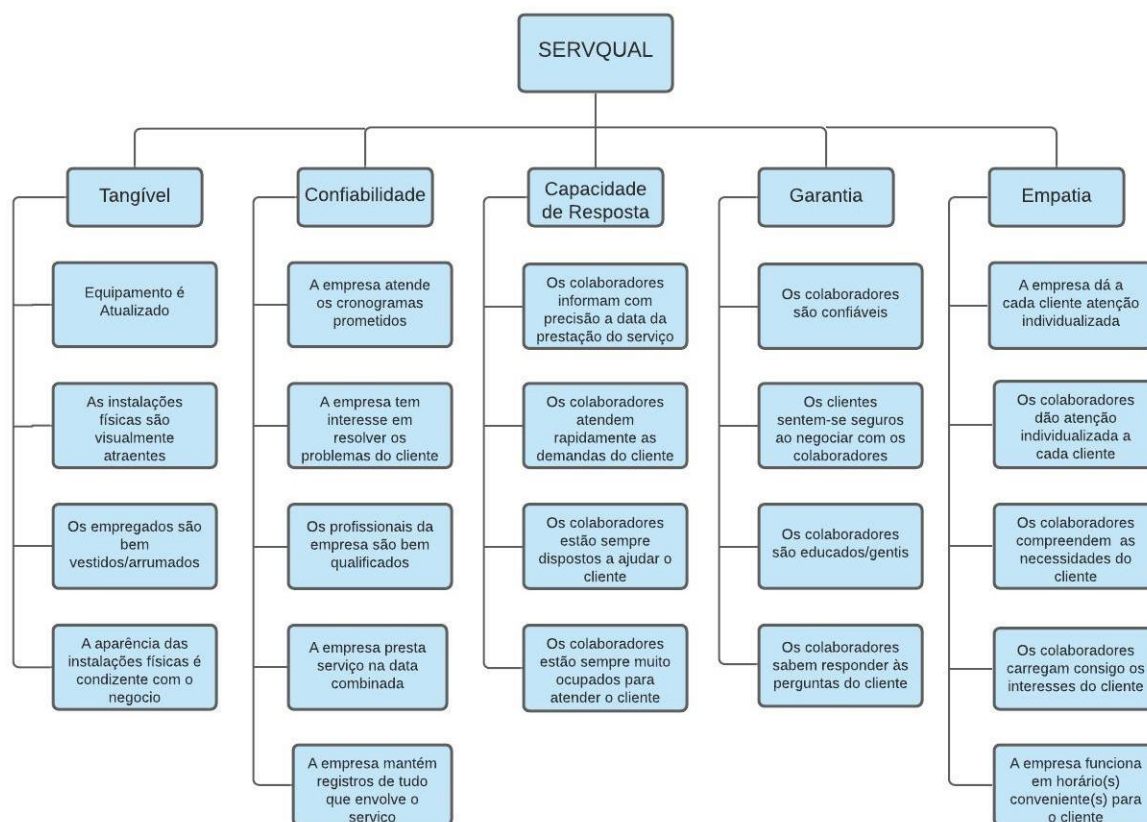 SERVQUAL
Tangível
Equipamento é
Atualizado
As instalações
físicas são
visualmente
atraentes
Os empregados são
bem
vestidos/arrumados
A aparência das
instalações físicas é
condizente com o
negocio
Confiabilidade
A empresa atende
os cronogramas
prometidos
A empresa tem
interesse em
resolver os
problemas do cliente
Os profissionais da
empresa são bem
qualificados
A empresa presta
serviço na data
combinada
A empresa mantém
registros de tudo
que envolve o
serviço
Capacidade
de Resposta
Os colaboradores
informam com
precisão a data da
prestação do serviço
Os colaboradores
atendem
rapidamente as
demandas do cliente
Os colaboradores
estão sempre
dispostos a ajudar o
cliente
Os colaboradores
estão sempre muito
ocupados para
atender o cliente
Garantia
Os colaboradores
são confiáveis
Os clientes
sentem-se seguros
ao negociar com os
colaboradores
Os colaboradores
são educados/gentis
Os colaboradores
sabem responder às
perguntas do cliente
Empatia
A empresa dá a
cada cliente atenção
individualizada
Os colaboradores
dão atenção
individualizada a
cada cliente
Os colaboradores
compreendem as
necessidades do
cliente
Os colaboradores
carregam consigo os
interesses do cliente
A empresa funciona
em horário(s)
conveniente(s) para
o cliente